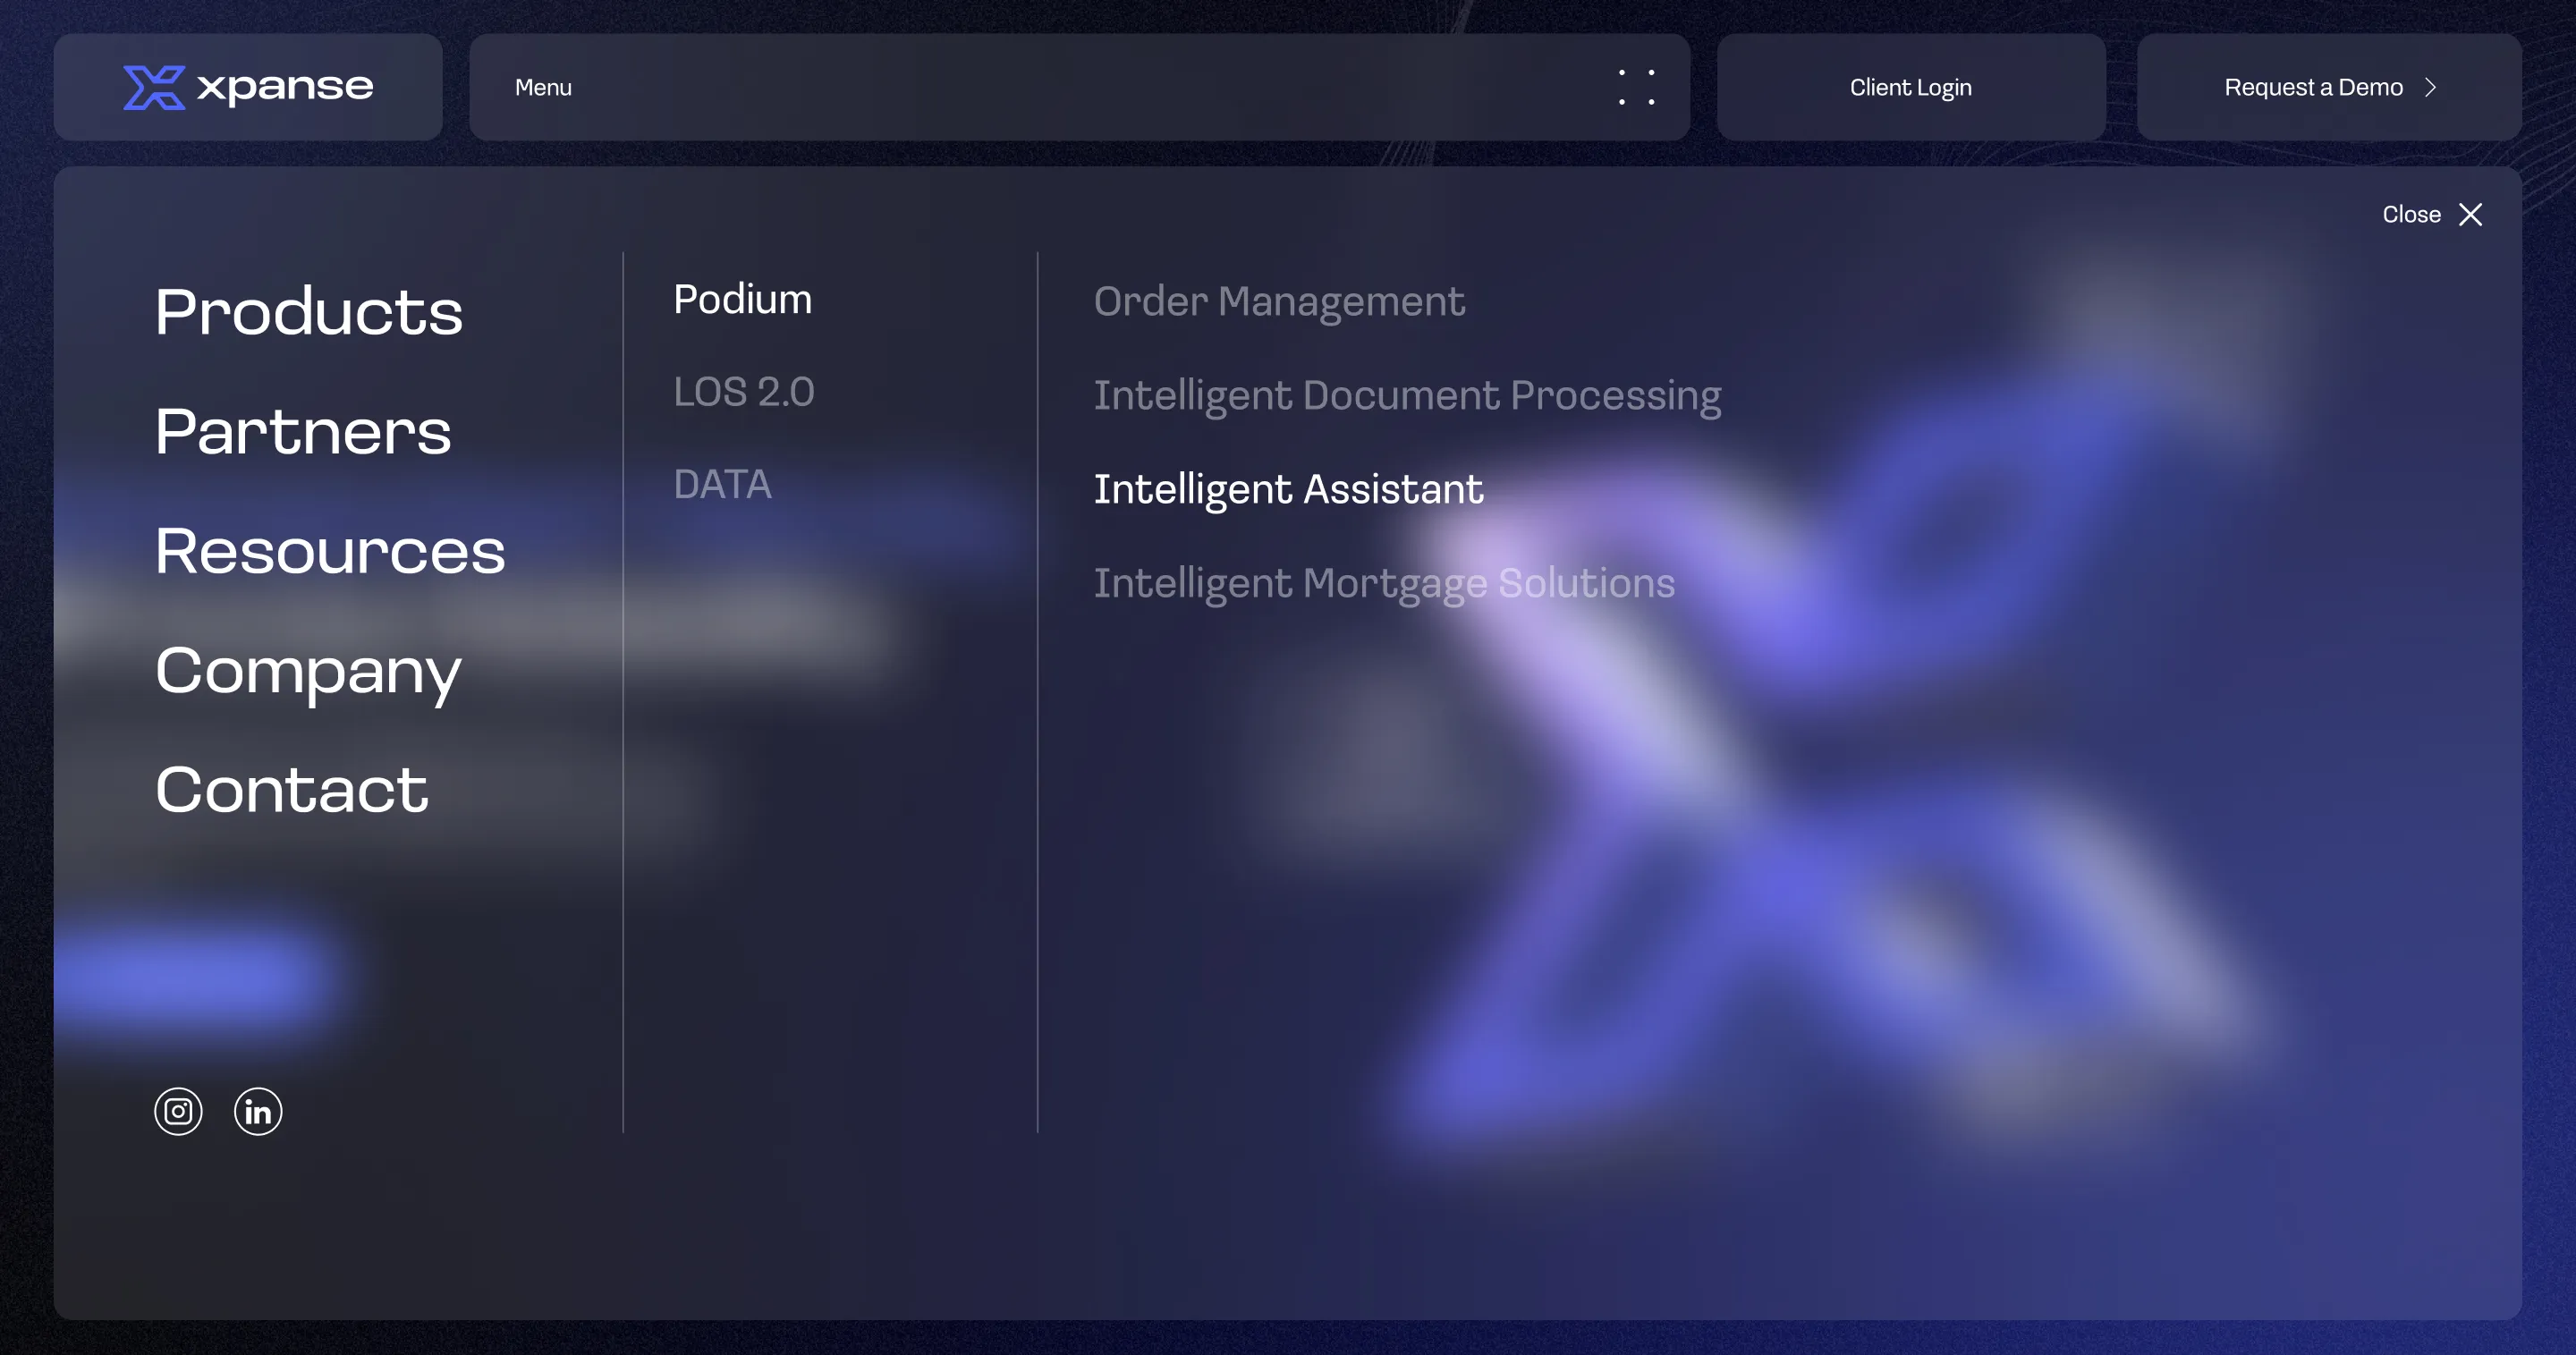 xpanse
Menu
Client Login
Request a Demo
Close
Products
Partners
Resources
Company
Contact
Podium
LOS 2.0
DATA
Order Management
Intelligent Document Processing
Intelligent Assistant
Intelligent Mortgage Solutions
in